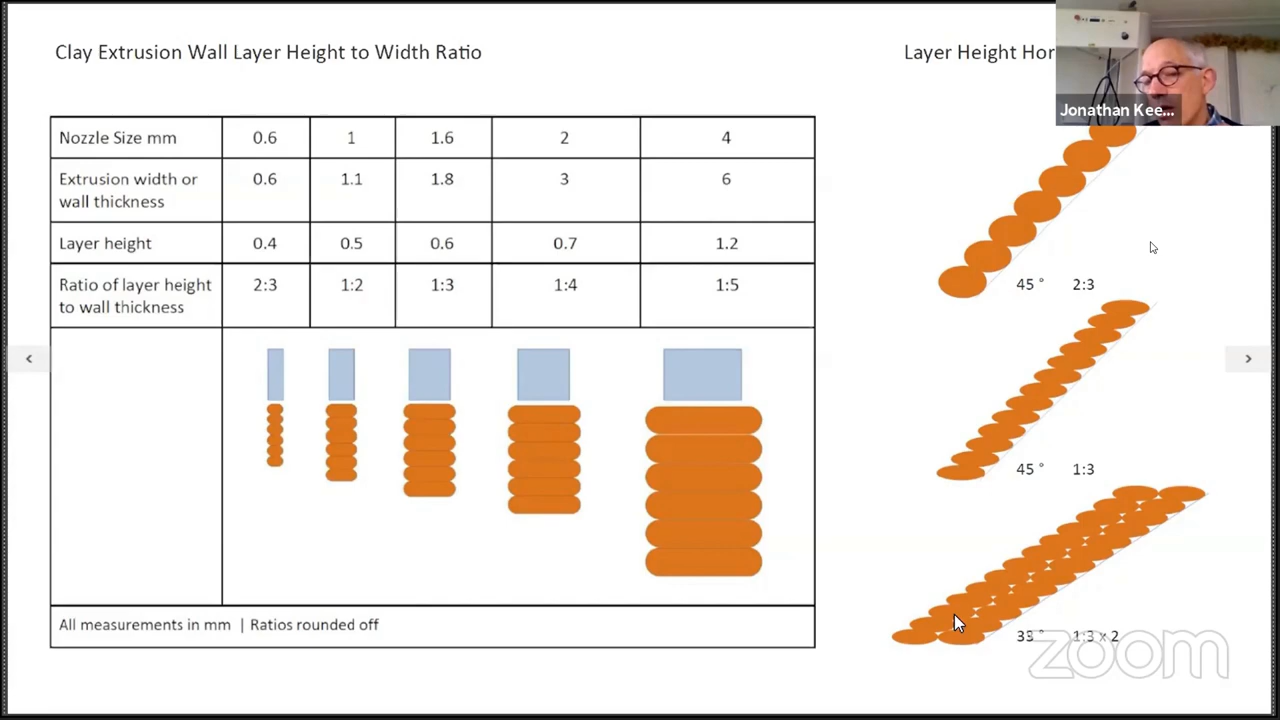 Clay Extrusion Wall Layer Height to Width Ratio
Layer Height Hor
Jonathan Kee...
Nozzle Size mm 0.6 1 1.6 2 4
Extrusion width or
wall thickness 0.6 1.1 1.8 3 6
Layer height 0.4 0.5 0.6 0.7 1.2
Ratio of layer height
to wall thickness 2:3 1:2 1:3 1:4 1:5
All measurements in mm | Ratios rounded off
45 ° 2:3
45 ° 1:3
33 ° 1:3 x 2
zoom